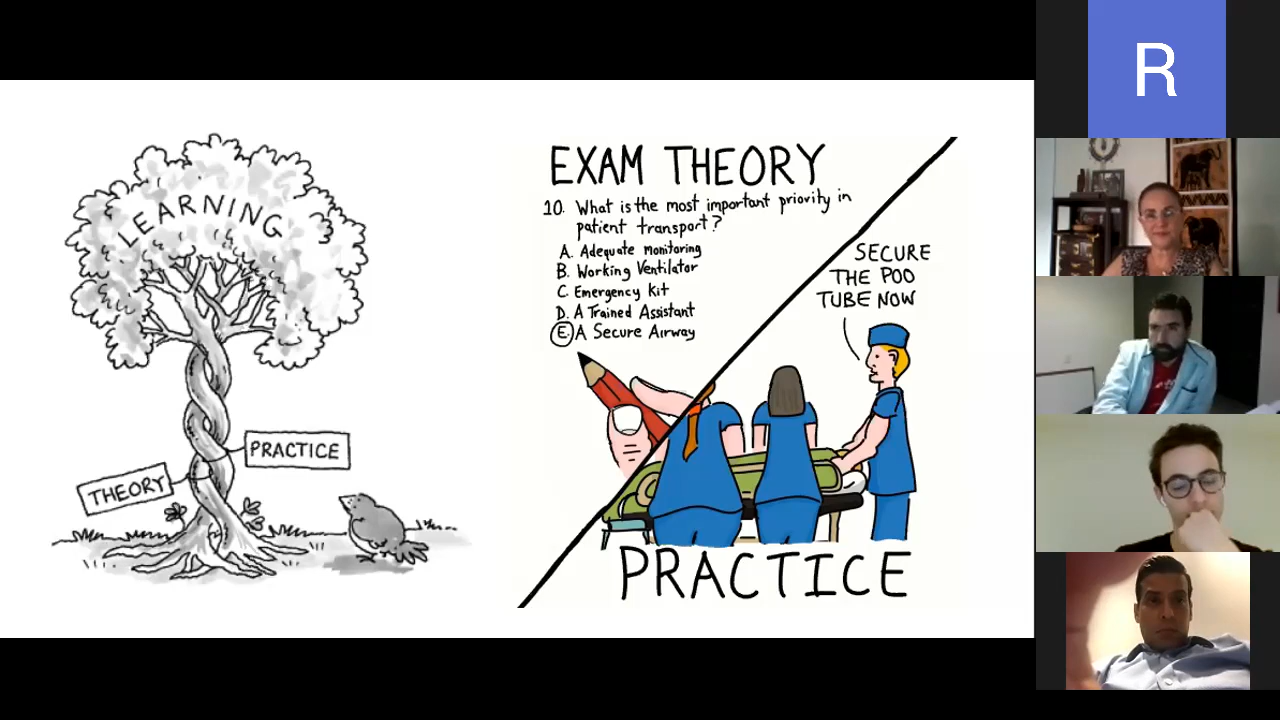 LEARNING
PRACTICE
THEORY
EXAM THEORY
10. What is the most important priority in
patient transport?
A. Adequate monitoring
B. Working Ventilator
C. Emergency Kit
D. A Trained Assistant
E. A Secure Airway
SECURE
THE POO
TUBE NOW
PRACTICE
R